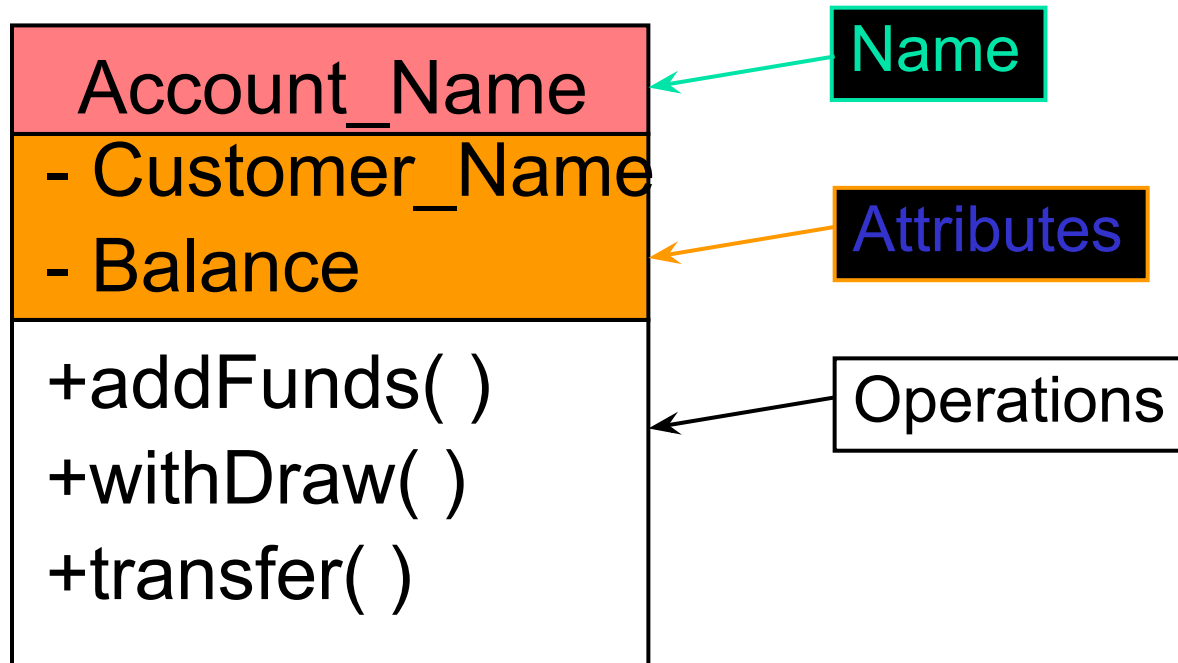 Account_Name
- Customer_Name
- Balance
+addFunds( )
+withDraw( )
+transfer( )
Name
Attributes
Operations